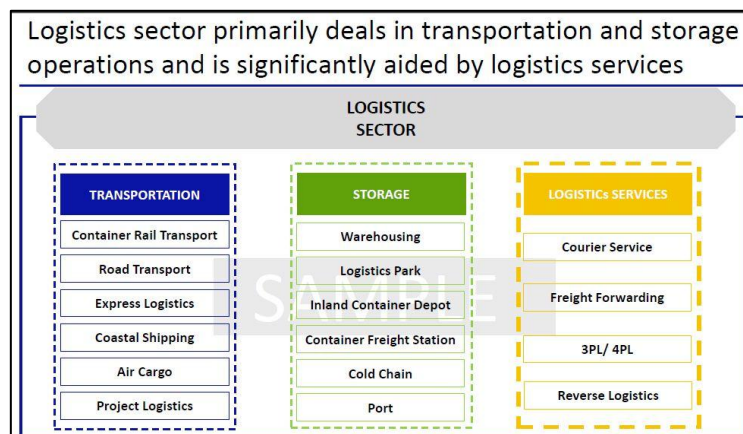 Logistics sector primarily deals in transportation and storage
operations and is significantly aided by logistics services
LOGISTICS
SECTOR
TRANSPORTATION
Container Rail Transport
Road Transport
Express Logistics
Coastal Shipping
Air Cargo
Project Logistics
STORAGE
Warehousing
Logistics Park
Inland Container Depot
Container Freight Station
Cold Chain
Port
LOGISTICs SERVICES
Courier Service
Freight Forwarding
3PL/ 4PL
Reverse Logistics
SAMPLE